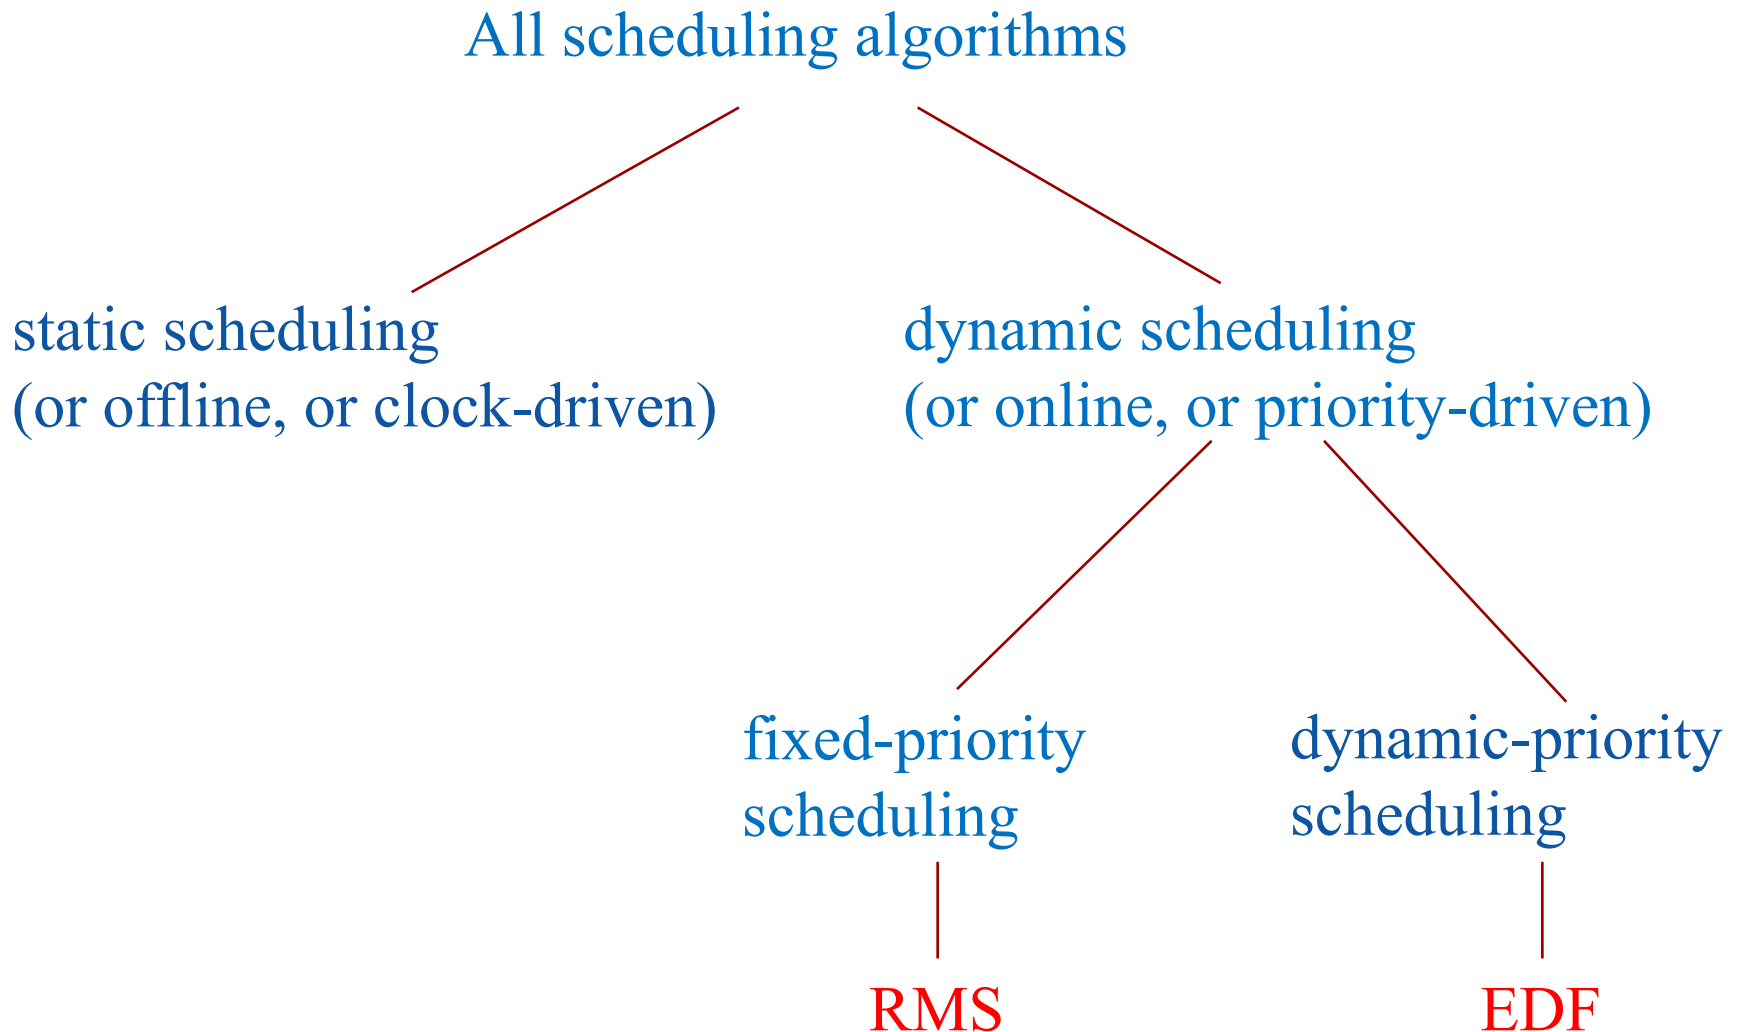 All scheduling algorithms
static scheduling
(or offline, or clock-driven)
dynamic scheduling
(or online, or priority-driven)
fixed-priority
scheduling
dynamic-priority
scheduling
RMS
EDF